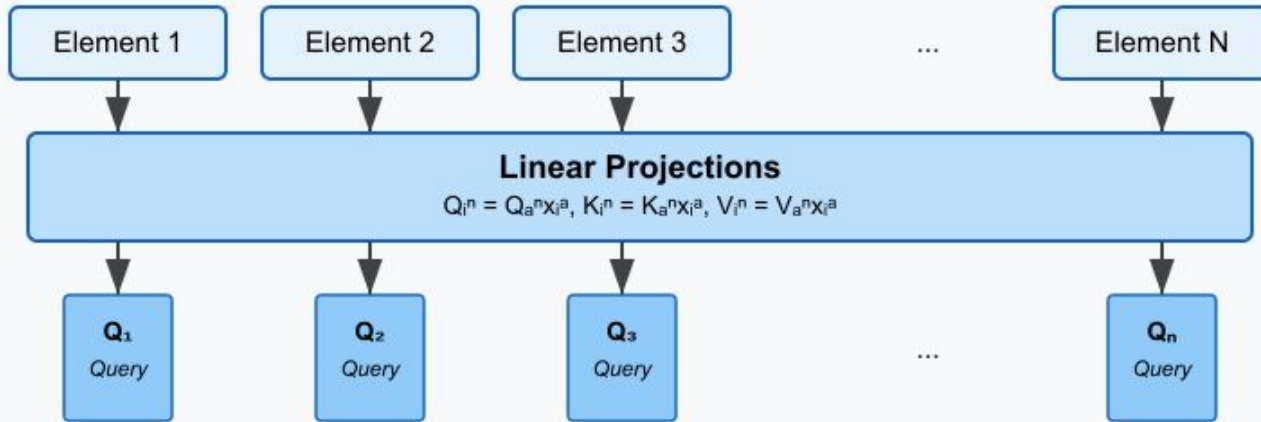 Element 1 Element 2 Element 3 ... Element N
Linear Projections
Qᵢⁿ = Qₐⁿxᵢᵃ, Kᵢⁿ = Kₐⁿxᵢᵃ, Vᵢⁿ = Vₐⁿxᵢᵃ
Q₁ Q₂ Q₃ ... Qₙ
Query Query Query Query